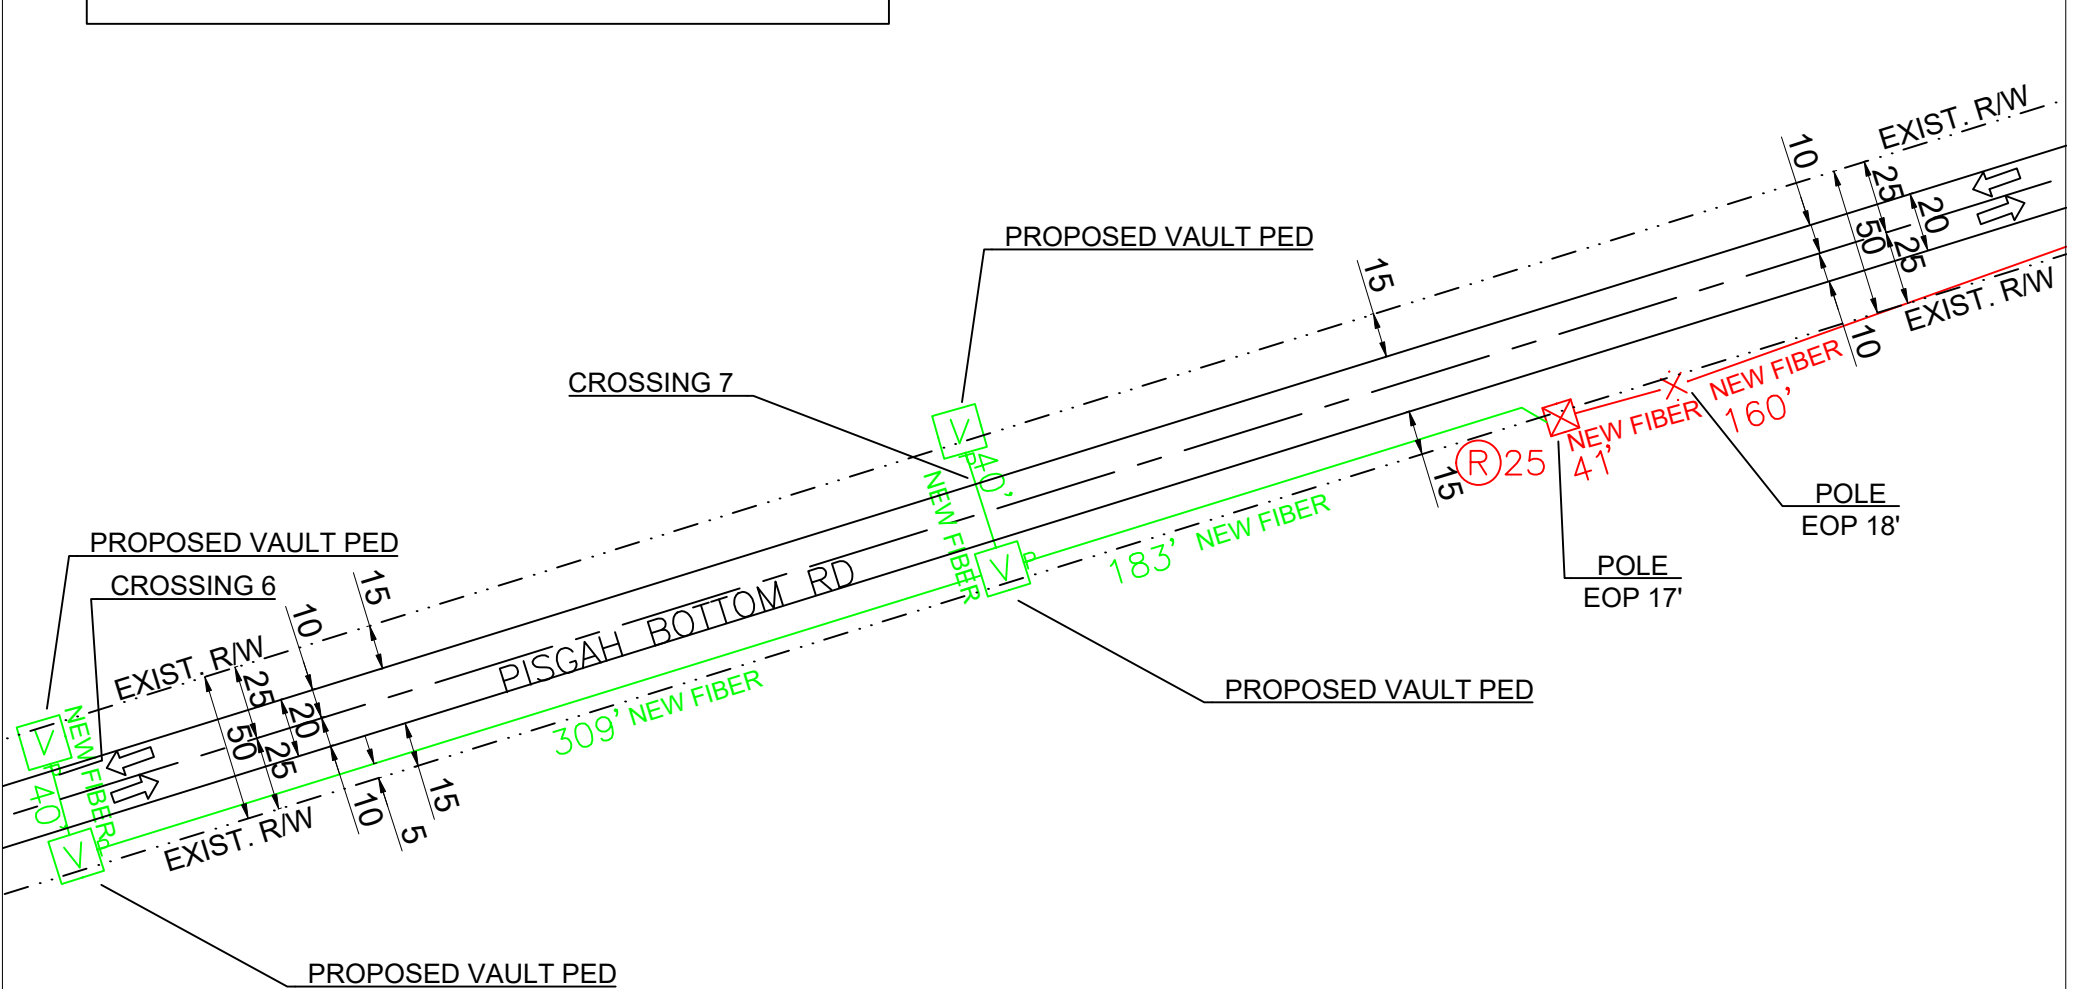 EXIST. R/W
10
25
20
50
25
10
EXIST. R/W
PROPOSED VAULT PED
15
CROSSING 7
V
P
40'
NEW FIBER
V
P
183' NEW FIBER
15
R 25
NEW FIBER
41'
NEW FIBER
160'
POLE
EOP 18'
POLE
EOP 17'
PROPOSED VAULT PED
CROSSING 6
15
10
EXIST. R/W
25
20
50
25
PISGAH BOTTOM RD
309' NEW FIBER
PROPOSED VAULT PED
V
P
NEW FIBER
40'
V
P
EXIST. R/W
10
5
15
PROPOSED VAULT PED